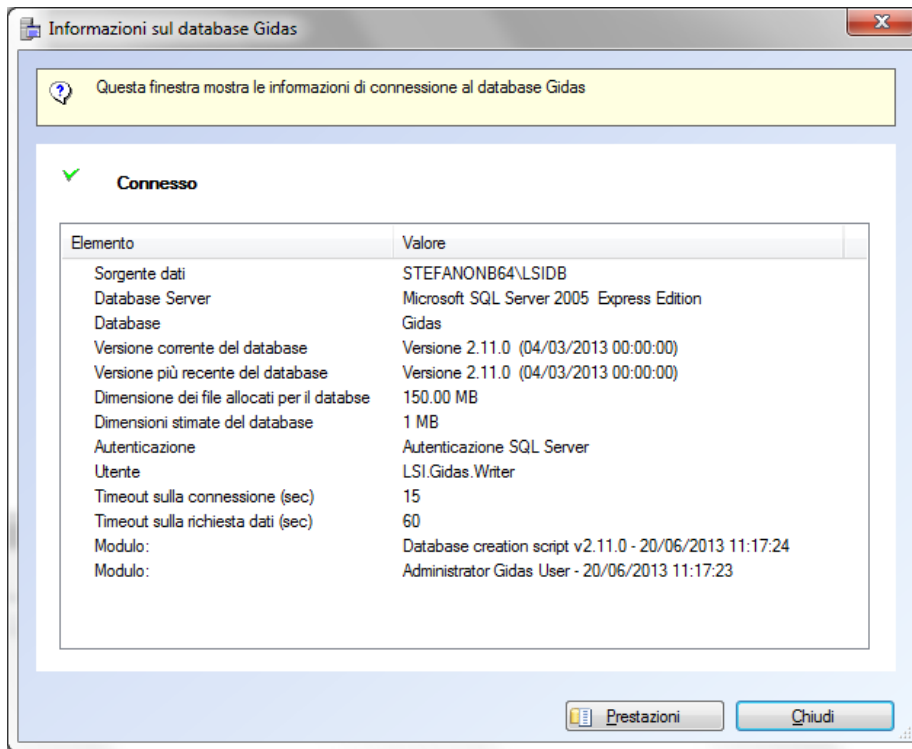 Informazioni sul database Gidas
Questa finestra mostra le informazioni di connessione al database Gidas
Connesso
Elemento Valore
Sorgente dati STEFANONB64\LSIDB
Database Server Microsoft SQL Server 2005 Express Edition
Database Gidas
Versione corrente del database Versione 2.11.0 (04/03/2013 00:00:00)
Versione più recente del database Versione 2.11.0 (04/03/2013 00:00:00)
Dimensione dei file allocati per il databse 150.00 MB
Dimensioni stimate del database 1 MB
Autenticazione Autenticazione SQL Server
Utente LSI.Gidas.Writer
Timeout sulla connessione (sec) 15
Timeout sulla richiesta dati (sec) 60
Modulo: Database creation script v2.11.0 - 20/06/2013 11:17:24
Modulo: Administrator Gidas User - 20/06/2013 11:17:23
Prestazioni Chiudi